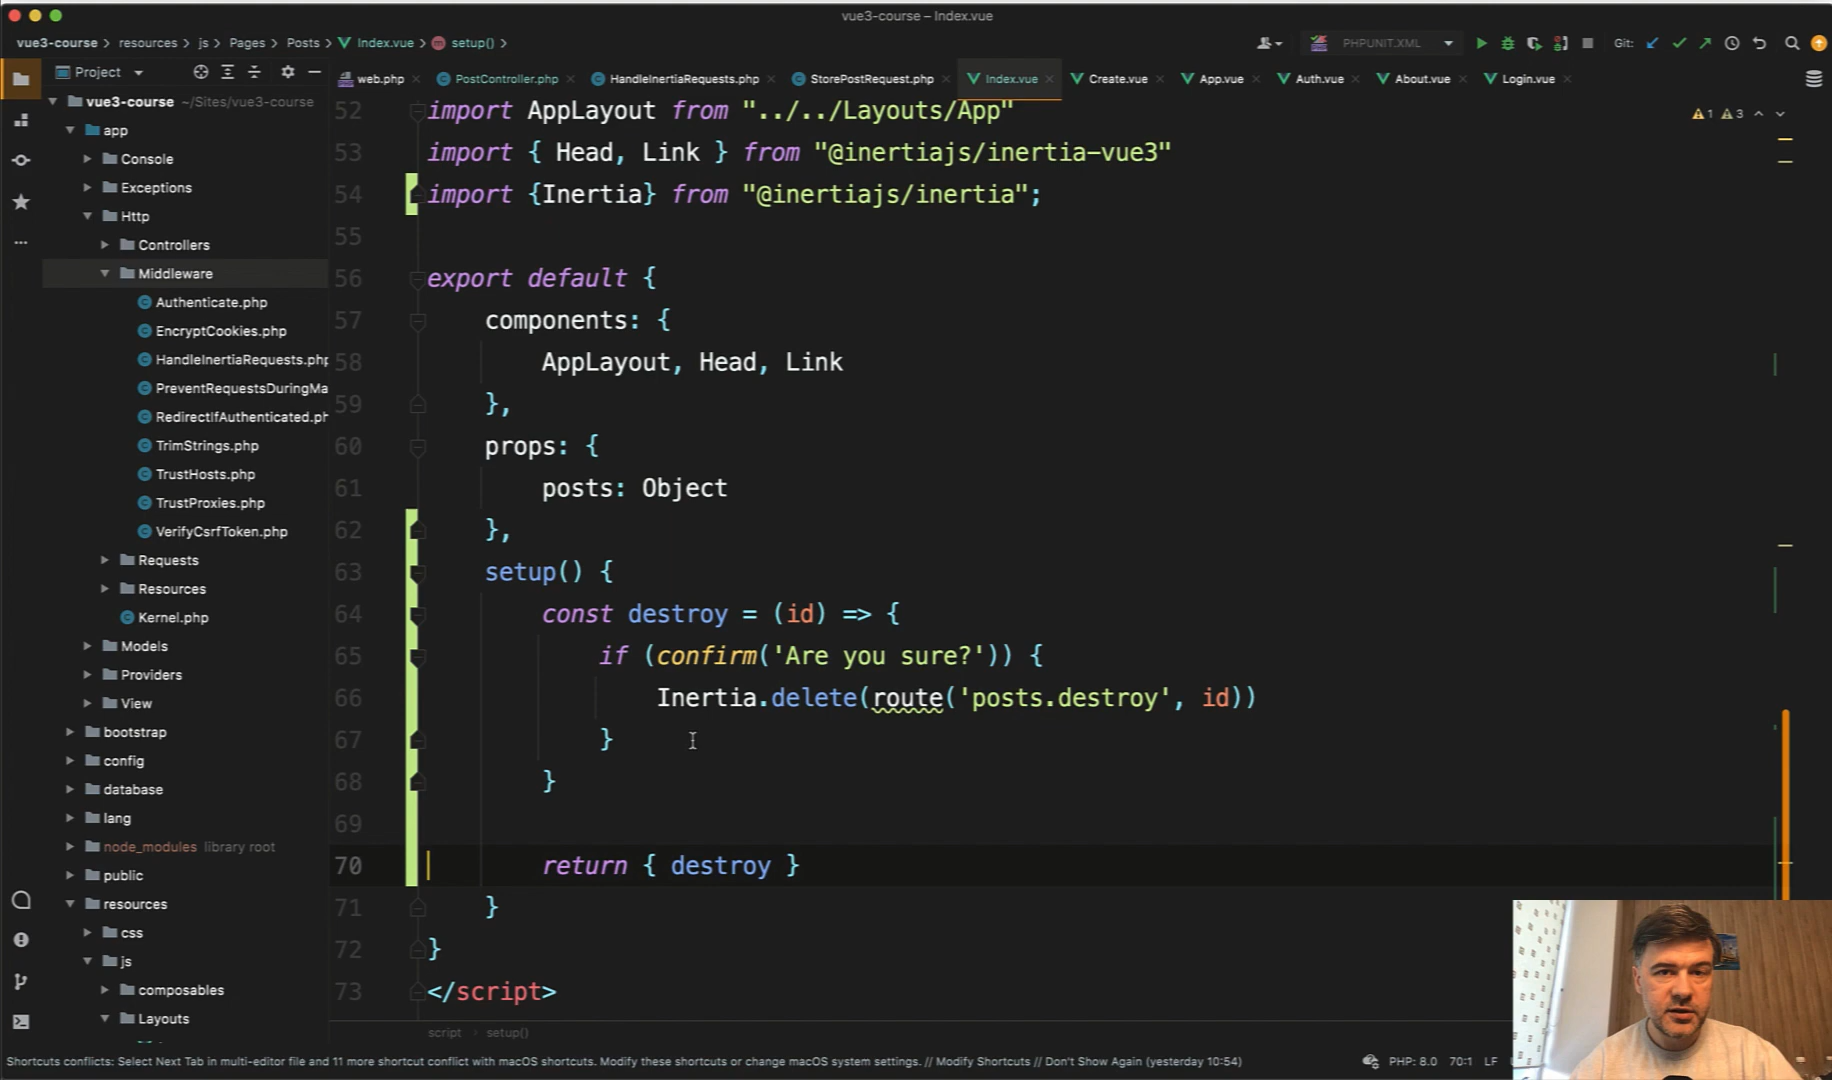 vue3-course – Index.vue
vue3-course > resources > js > Pages > Posts > Index.vue > setup() >
PHPUNIT.XML
Git:
Project
web.php
PostController.php
HandleInertiaRequests.php
StorePostRequest.php
Index.vue
Create.vue
App.vue
Auth.vue
About.vue
Login.vue
1 3
vue3-course ~/Sites/vue3-course
app
Console
Exceptions
Http
Controllers
Middleware
Authenticate.php
EncryptCookies.php
HandleInertiaRequests.php
PreventRequestsDuringMa
RedirectIfAuthenticated.ph
TrimStrings.php
TrustHosts.php
TrustProxies.php
VerifyCsrfToken.php
Requests
Resources
Kernel.php
Models
Providers
View
bootstrap
config
database
lang
node_modules library root
public
resources
css
js
composables
Layouts
52 import AppLayout from "../../Layouts/App"
53 import { Head, Link } from "@inertiajs/inertia-vue3"
54 import {Inertia} from "@inertiajs/inertia";
55
56 export default {
57 components: {
58 AppLayout, Head, Link
59 },
60 props: {
61 posts: Object
62 },
63 setup() {
64 const destroy = (id) => {
65 if (confirm('Are you sure?')) {
66 Inertia.delete(route('posts.destroy', id))
67 }
68 }
69
70 return { destroy }
71 }
72 }
73 </script>
script > setup()
Shortcuts conflicts: Select Next Tab in multi-editor file and 11 more shortcut conflict with macOS shortcuts. Modify these shortcuts or change macOS system settings. // Modify Shortcuts // Don't Show Again (yesterday 10:54)
PHP: 8.0 70:1 LF